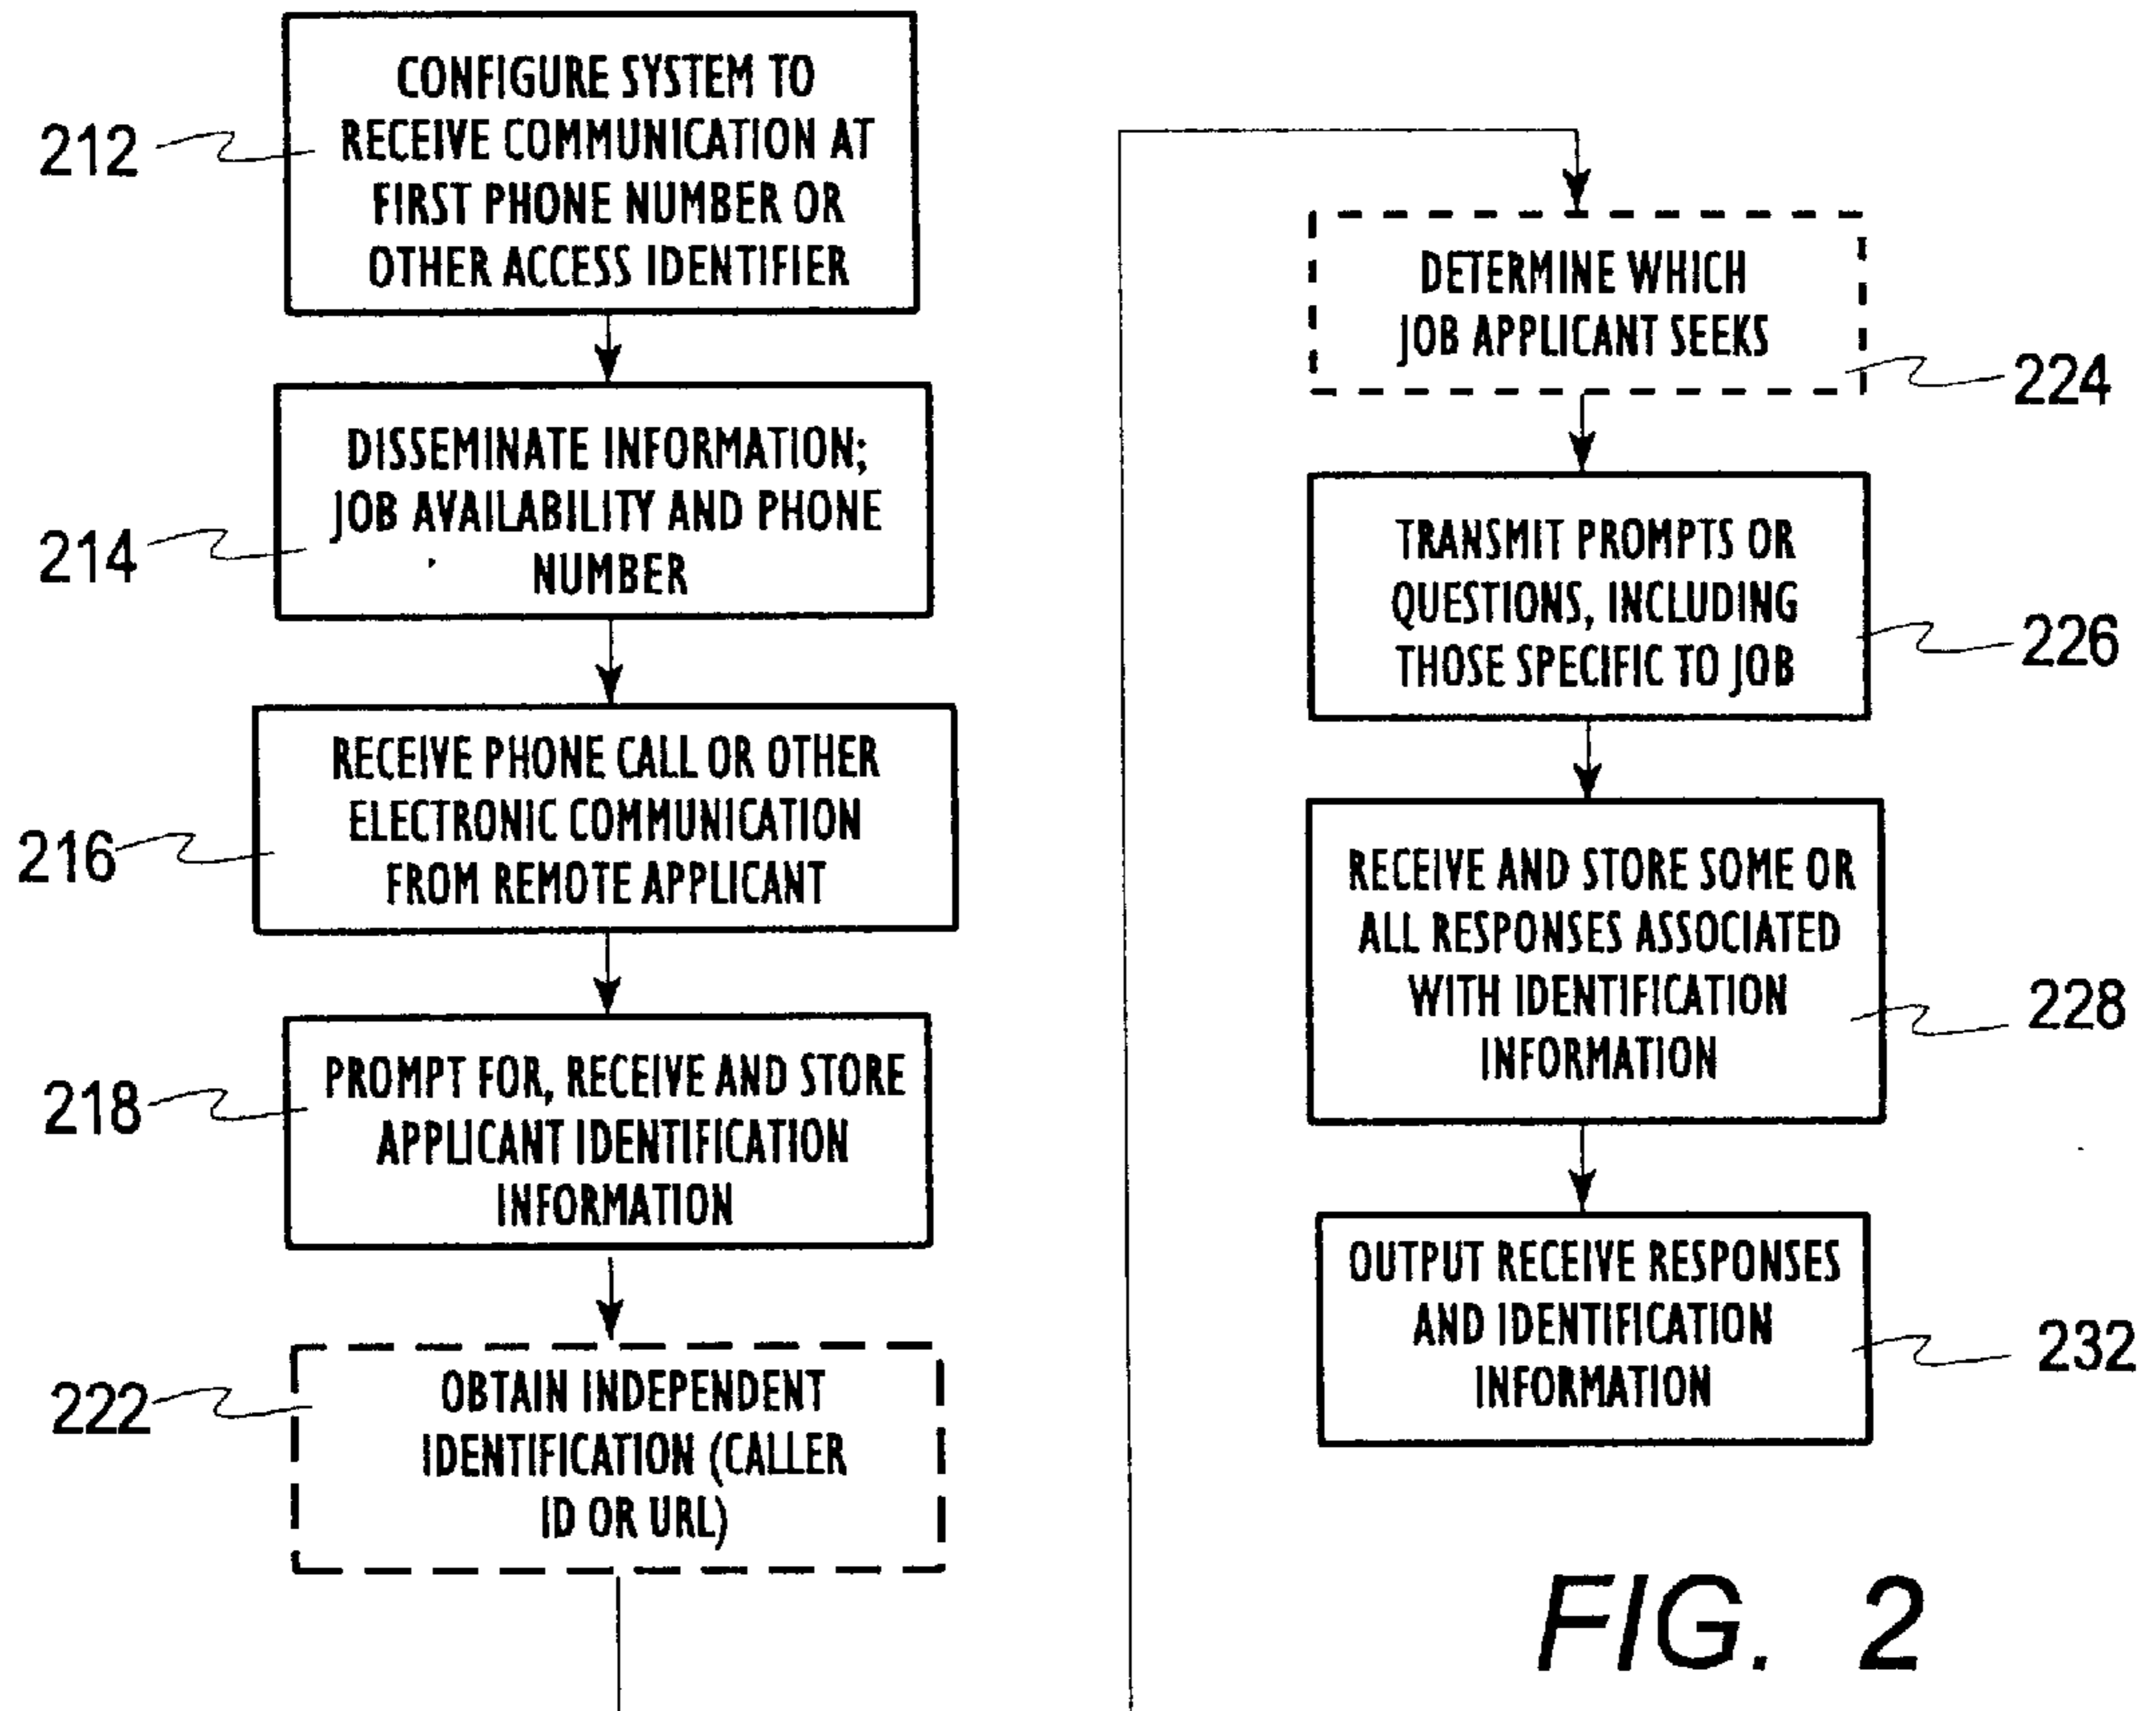 212
CONFIGURE SYSTEM TO
RECEIVE COMMUNICATION AT
FIRST PHONE NUMBER OR
OTHER ACCESS IDENTIFIER
214
DISSEMINATE INFORMATION;
JOB AVAILABILITY AND PHONE
NUMBER
216
RECEIVE PHONE CALL OR OTHER
ELECTRONIC COMMUNICATION
FROM REMOTE APPLICANT
218
PROMPT FOR, RECEIVE AND STORE
APPLICANT IDENTIFICATION
INFORMATION
222
OBTAIN INDEPENDENT
IDENTIFICATION (CALLER
ID OR URL)
DETERMINE WHICH
JOB APPLICANT SEEKS
224
TRANSMIT PROMPTS OR
QUESTIONS, INCLUDING
THOSE SPECIFIC TO JOB
226
RECEIVE AND STORE SOME OR
ALL RESPONSES ASSOCIATED
WITH IDENTIFICATION
INFORMATION
228
OUTPUT RECEIVE RESPONSES
AND IDENTIFICATION
INFORMATION
232
FIG. 2